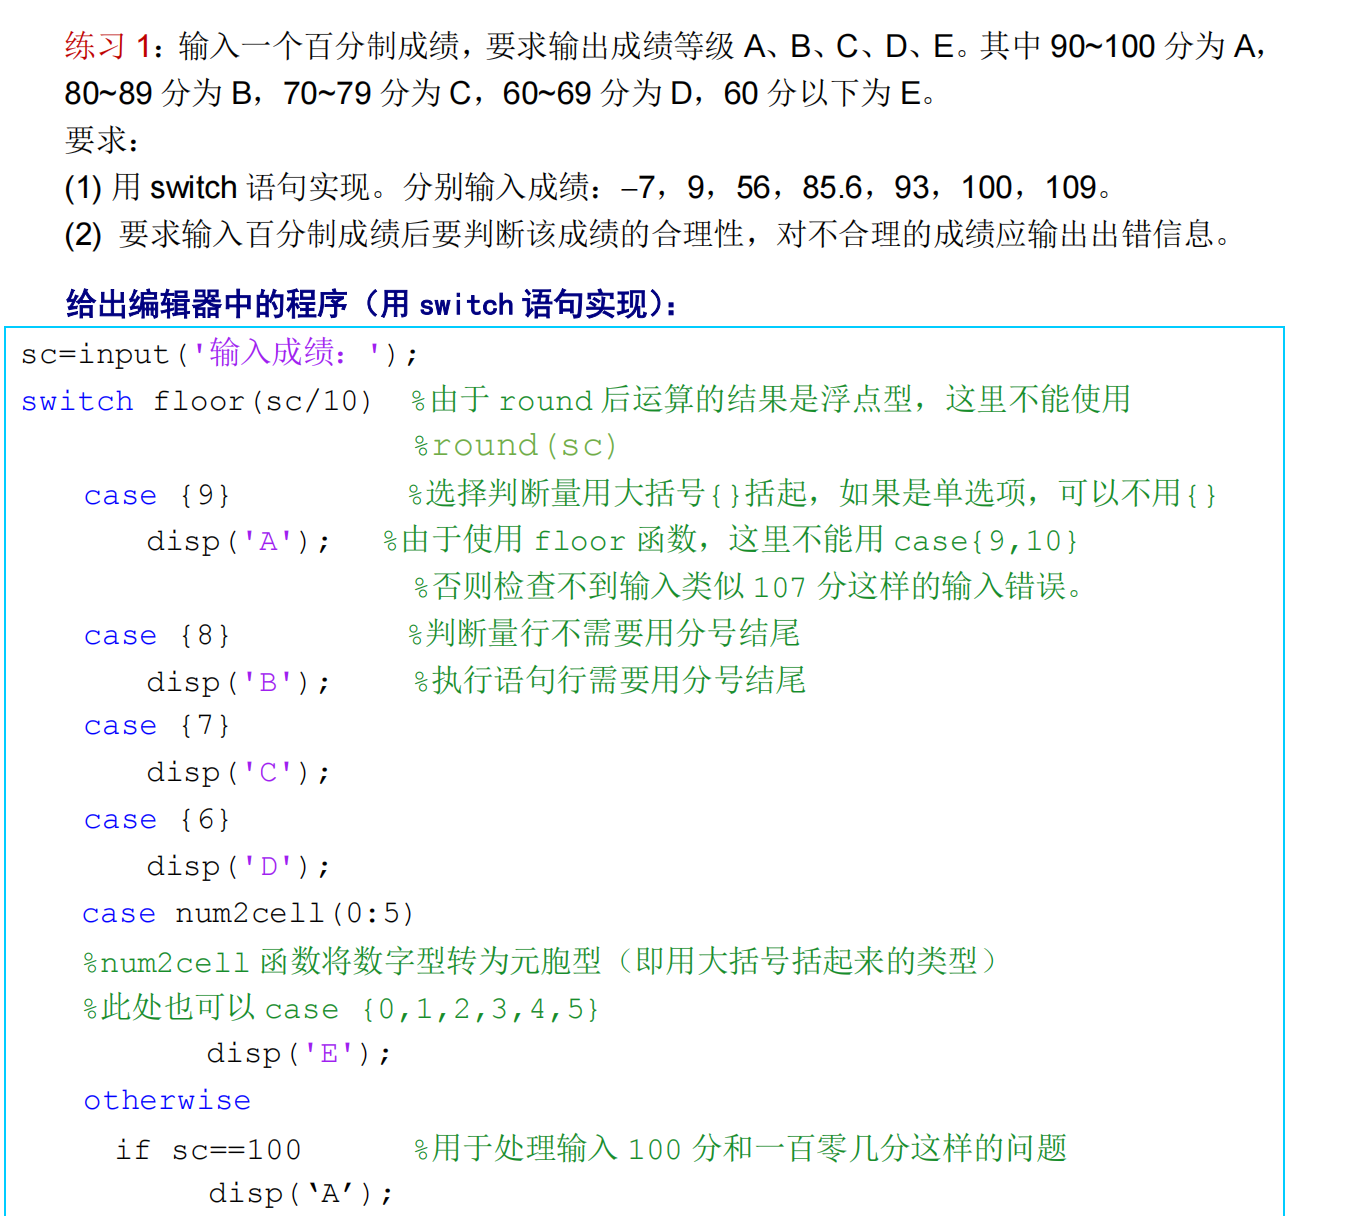 练习 1：输入一个百分制成绩，要求输出成绩等级 A、B、C、D、E。其中 90~100 分为 A，
80~89 分为 B，70~79 分为 C，60~69 分为 D，60 分以下为 E。
要求：
(1) 用 switch 语句实现。分别输入成绩：–7，9，56，85.6，93，100，109。
(2) 要求输入百分制成绩后要判断该成绩的合理性，对不合理的成绩应输出出错信息。
给出编辑器中的程序（用 switch 语句实现）：
sc=input('输入成绩：');
switch floor(sc/10) %由于 round 后运算的结果是浮点型，这里不能使用
%round(sc)
case {9} %选择判断量用大括号{}括起，如果是单选项，可以不用{}
disp('A'); %由于使用 floor 函数，这里不能用 case{9,10}
%否则检查不到输入类似 107 分这样的输入错误。
case {8} %判断量行不需要用分号结尾
disp('B'); %执行语句行需要用分号结尾
case {7}
disp('C');
case {6}
disp('D');
case num2cell(0:5)
%num2cell 函数将数字型转为元胞型（即用大括号括起来的类型）
%此处也可以 case {0,1,2,3,4,5}
disp('E');
otherwise
if sc==100 %用于处理输入 100 分和一百零几分这样的问题
disp(‘A’);